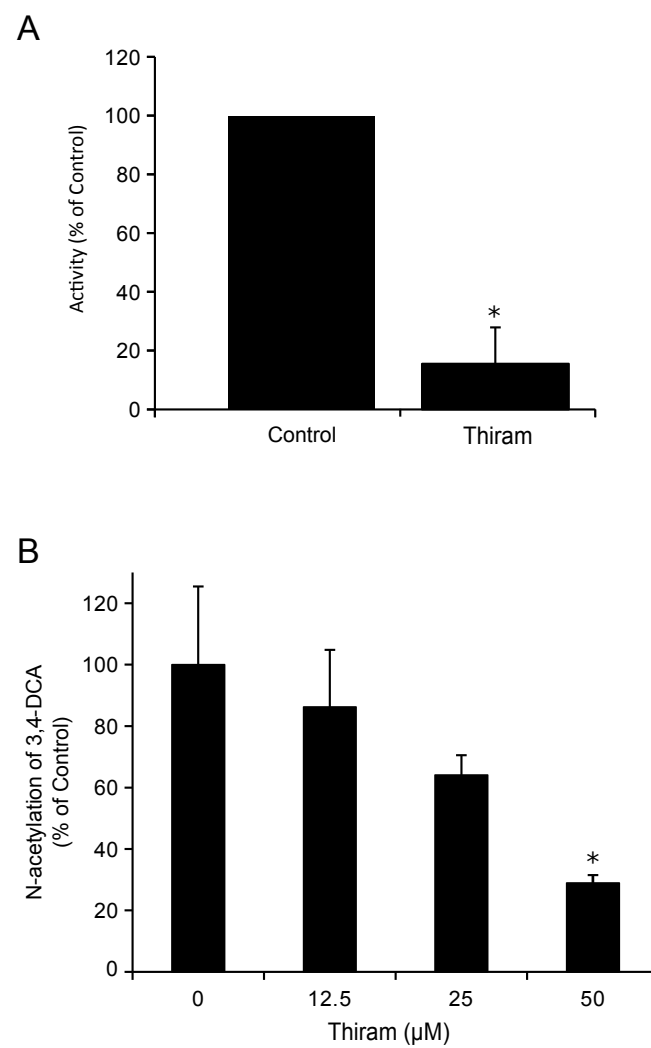 A
120
100
80
60
40
20
0
Activity (% of Control)
*
Control Thiram
B
120
100
80
60
40
20
0
N-acetylation of 3,4-DCA
(% of Control)
*
0 12.5 25 50
Thiram (µM)